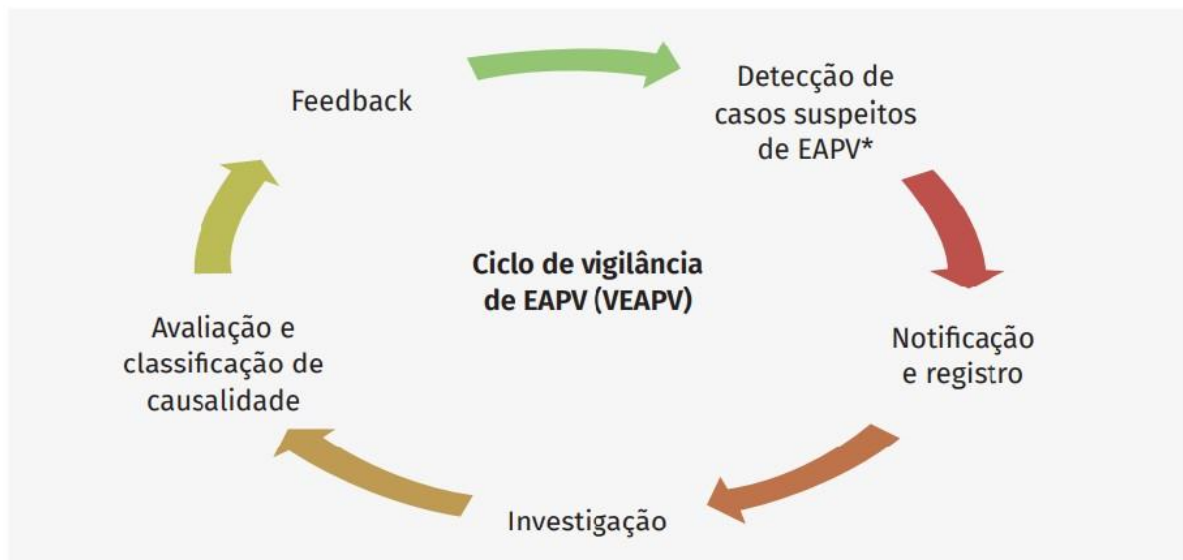 Feedback
Detecção de
casos suspeitos
de EAPV*
Ciclo de vigilância
de EAPV (VEAPV)
Avaliação e
classificação de
causalidade
Notificação
e registro
Investigação